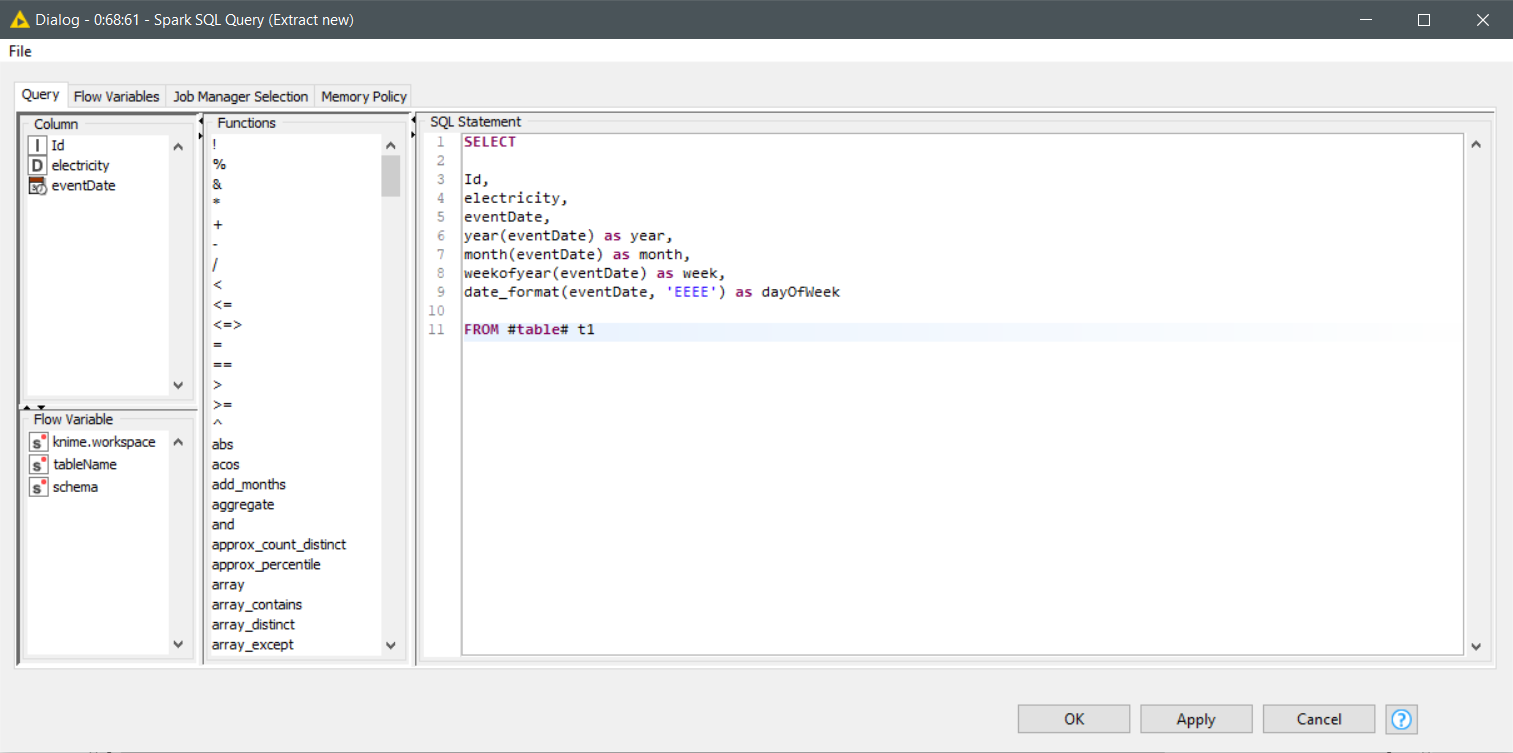 Dialog - 0:68:61 - Spark SQL Query (Extract new)
File
Query Flow Variables Job Manager Selection Memory Policy
Column
I Id
D electricity
eventDate
Flow Variable
s knime.workspace
s tableName
s schema
Functions
!
%
&
*
+
-
/
<
<=
<=>
=
==
>
>=
^
abs
acos
add_months
aggregate
and
approx_count_distinct
approx_percentile
array
array_contains
array_distinct
array_except
SQL Statement
1 SELECT
2
3 Id,
4 electricity,
5 eventDate,
6 year(eventDate) as year,
7 month(eventDate) as month,
8 weekofyear(eventDate) as week,
9 date_format(eventDate, 'EEEE') as dayOfWeek
10
11 FROM #table# t1
OK Apply Cancel ?